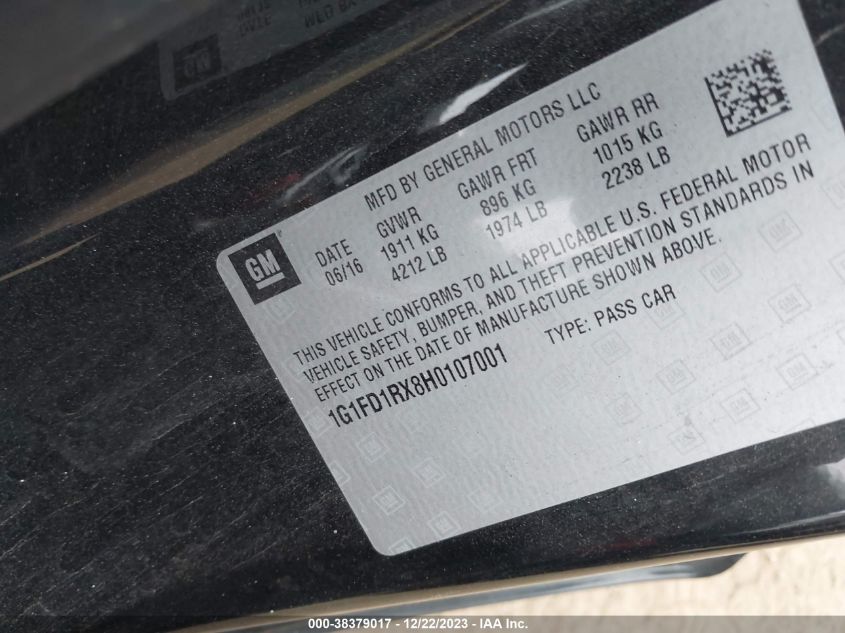 MFD BY GENERAL MOTORS LLC
DATE GVWR GAWR FRT GAWR RR
06/16 1911 KG 896 KG 1015 KG
4212 LB 1974 LB 2238 LB
GM
THIS VEHICLE CONFORMS TO ALL APPLICABLE U.S. FEDERAL MOTOR
VEHICLE SAFETY, BUMPER, AND THEFT PREVENTION STANDARDS IN
EFFECT ON THE DATE OF MANUFACTURE SHOWN ABOVE.
1G1FD1RX8H0107001 TYPE: PASS CAR
000-38379017 - 12/22/2023 - IAA Inc.